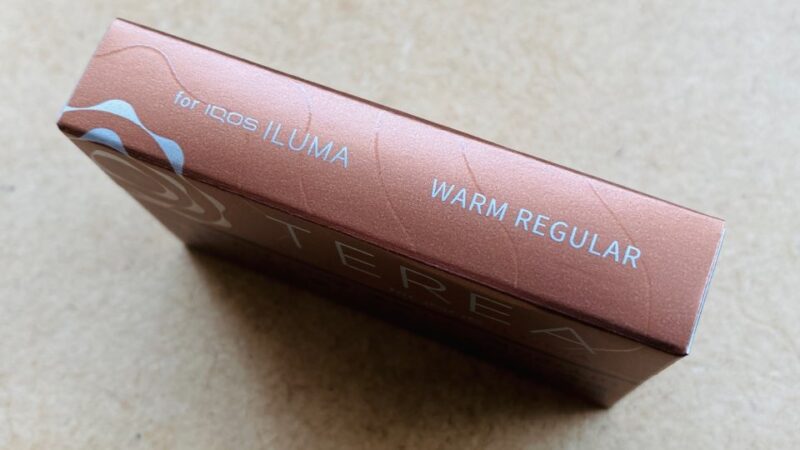 for IQOS ILUMA
WARM REGULAR
TEREA